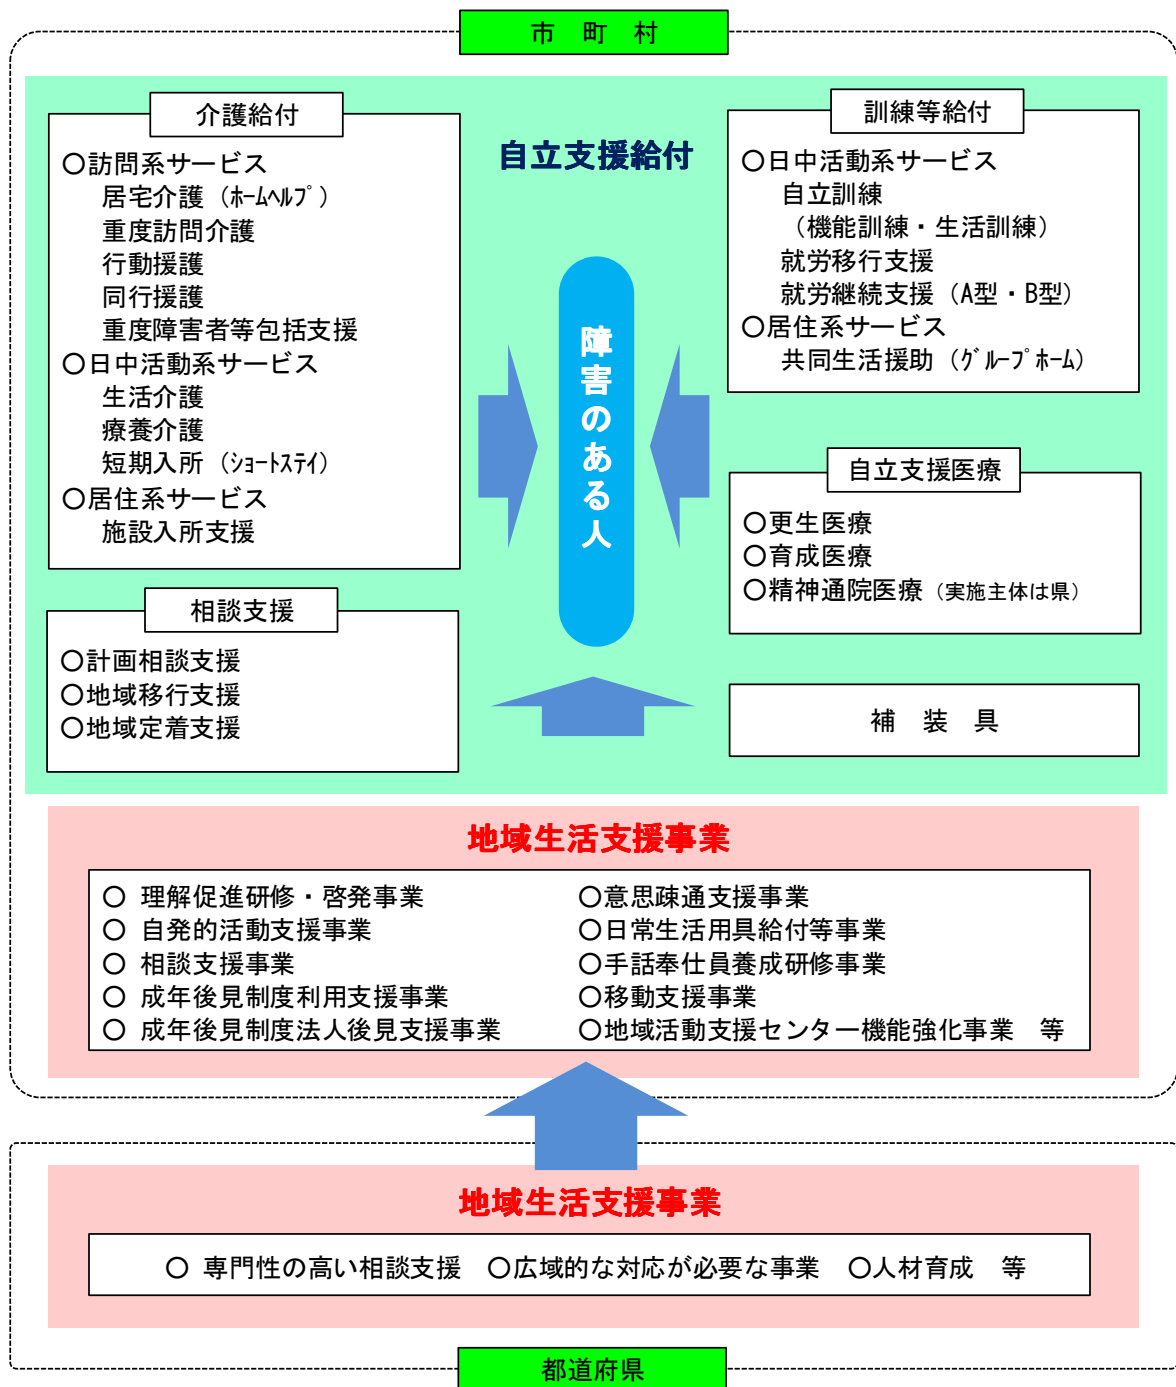 市　町　村
介護給付
○訪問系サービス
居宅介護（ﾎｰﾑﾍﾙﾌﾟ）
重度訪問介護
行動援護
同行援護
重度障害者等包括支援
○日中活動系サービス
生活介護
療養介護
短期入所（ｼｮｰﾄｽﾃｲ）
○居住系サービス
施設入所支援
相談支援
○計画相談支援
○地域移行支援
○地域定着支援
自立支援給付
障害のある人
訓練等給付
○日中活動系サービス
自立訓練
（機能訓練・生活訓練）
就労移行支援
就労継続支援（A型・B型）
○居住系サービス
共同生活援助（ｸﾞﾙｰﾌﾟﾎｰﾑ）
自立支援医療
○更生医療
○育成医療
○精神通院医療（実施主体は県）
補　装　具
地域生活支援事業
○ 理解促進研修・啓発事業
○ 自発的活動支援事業
○ 相談支援事業
○ 成年後見制度利用支援事業
○ 成年後見制度法人後見支援事業
○意思疎通支援事業
○日常生活用具給付等事業
○手話奉仕員養成研修事業
○移動支援事業
○地域活動支援センター機能強化事業　等
地域生活支援事業
○ 専門性の高い相談支援　○広域的な対応が必要な事業　○人材育成　等
都道府県